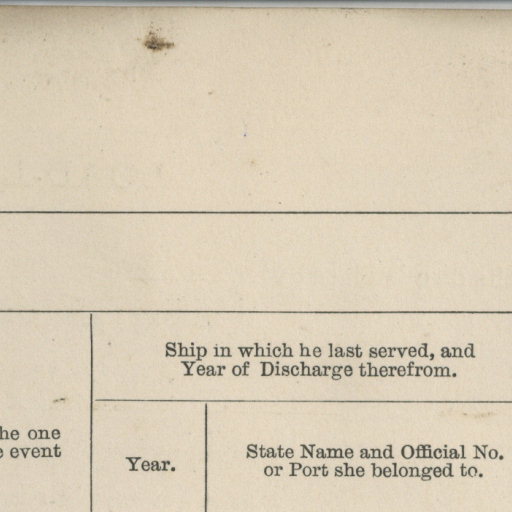 Ship in which he last served, and
Year of Discharge therefrom.
he one
event
Year.
State Name and Official No.
or Port she belonged to.